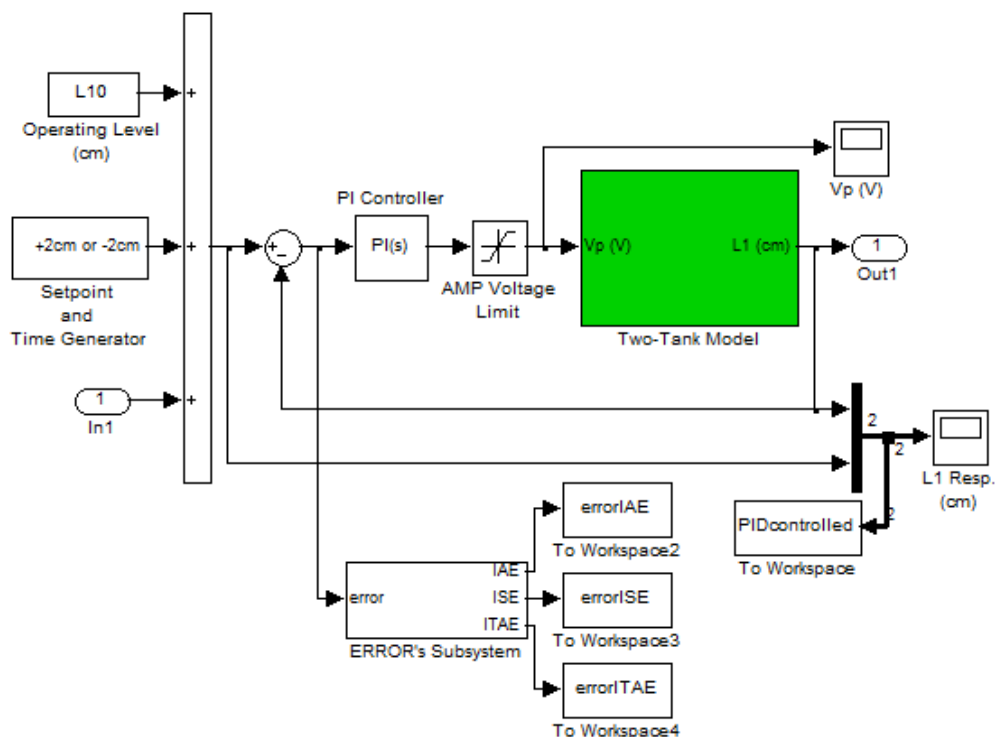 L10
+
Operating Level
(cm)
+2cm or -2cm
+
Setpoint
and
Time Generator
1
+
In1
+
−
PI Controller
PI(s)
AMP Voltage
Limit
Vp (V)
L1 (cm)
Two-Tank Model
Vp (V)
1
Out1
2
2
L1 Resp.
(cm)
PIDcontrolled
2
To Workspace
error
IAE
ISE
ITAE
ERROR's Subsystem
errorIAE
To Workspace2
errorISE
To Workspace3
errorITAE
To Workspace4